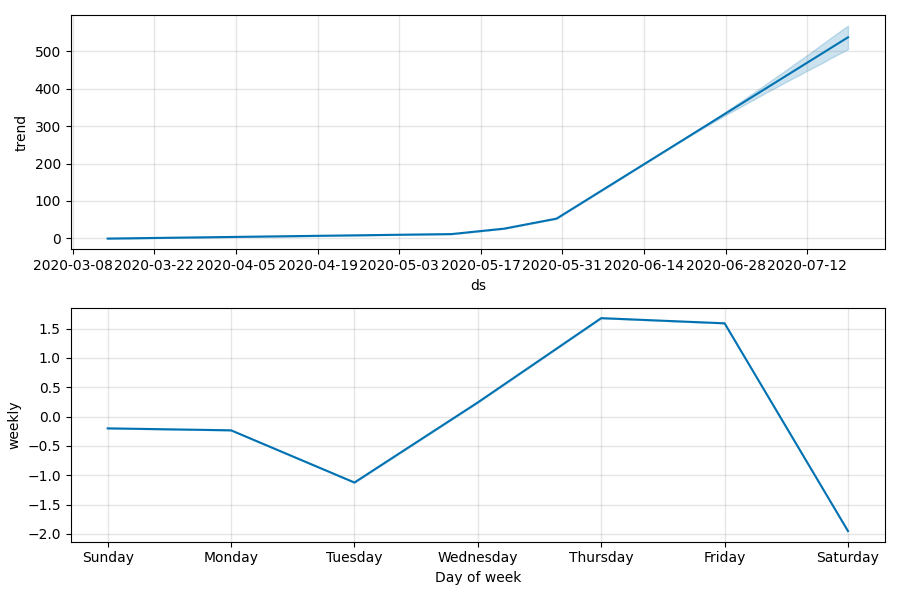 500
400
300
200
100
0
trend
2020-03-08 2020-03-22 2020-04-05 2020-04-19 2020-05-03 2020-05-17 2020-05-31 2020-06-14 2020-06-28 2020-07-12
ds
1.5
1.0
0.5
0.0
−0.5
−1.0
−1.5
−2.0
weekly
Sunday Monday Tuesday Wednesday Thursday Friday Saturday
Day of week